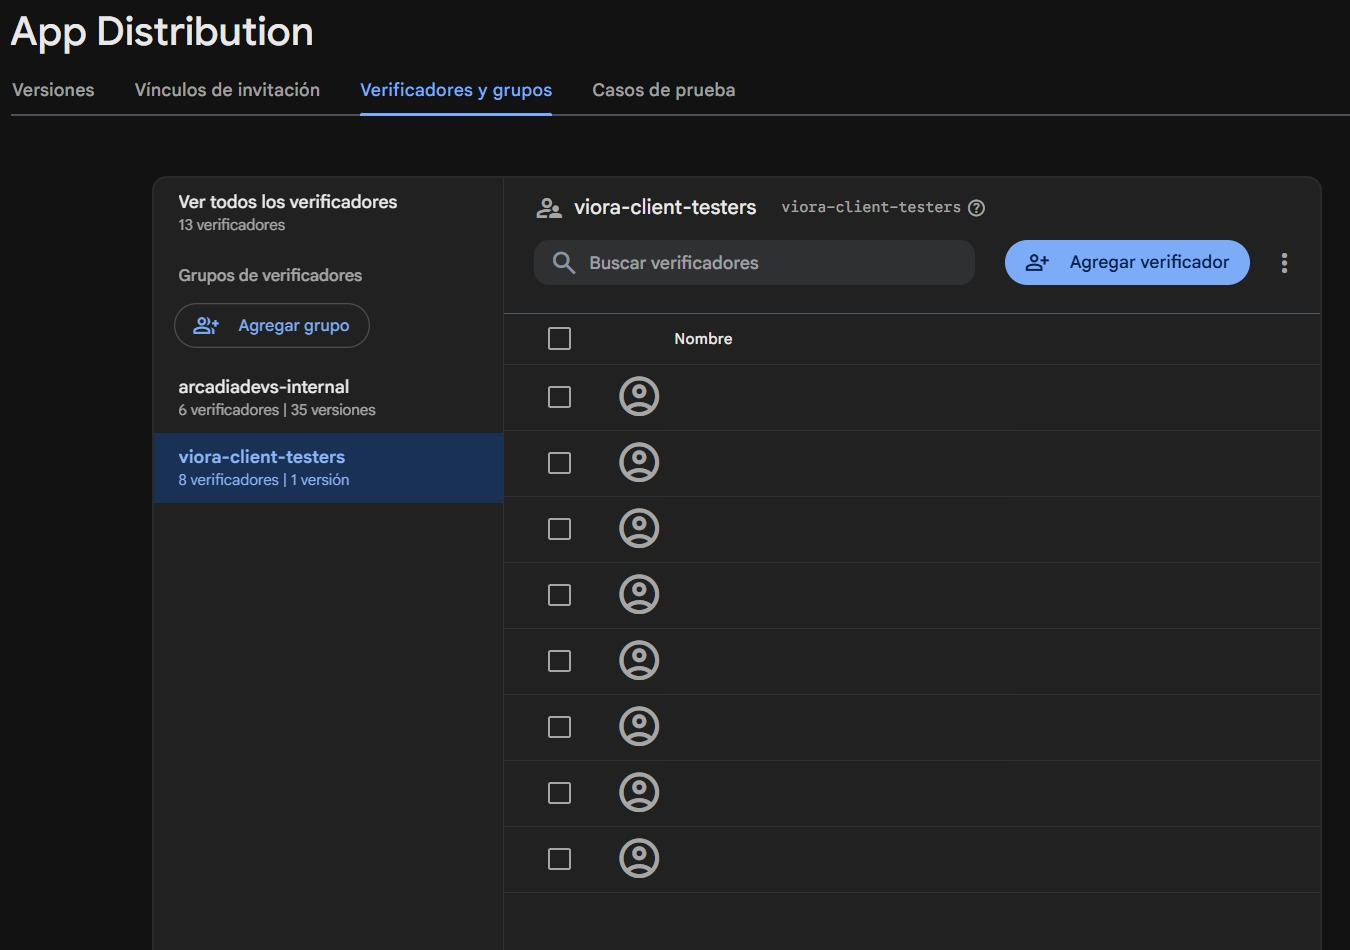 App Distribution
Versiones
Vínculos de invitación
Verificadores y grupos
Casos de prueba
Ver todos los verificadores
13 verificadores
Grupos de verificadores
Agregar grupo
arcadiadevs-internal
6 verificadores | 35 versiones
viora-client-testers
8 verificadores | 1 versión
viora-client-testers viora-client-testers
Buscar verificadores
Agregar verificador
Nombre